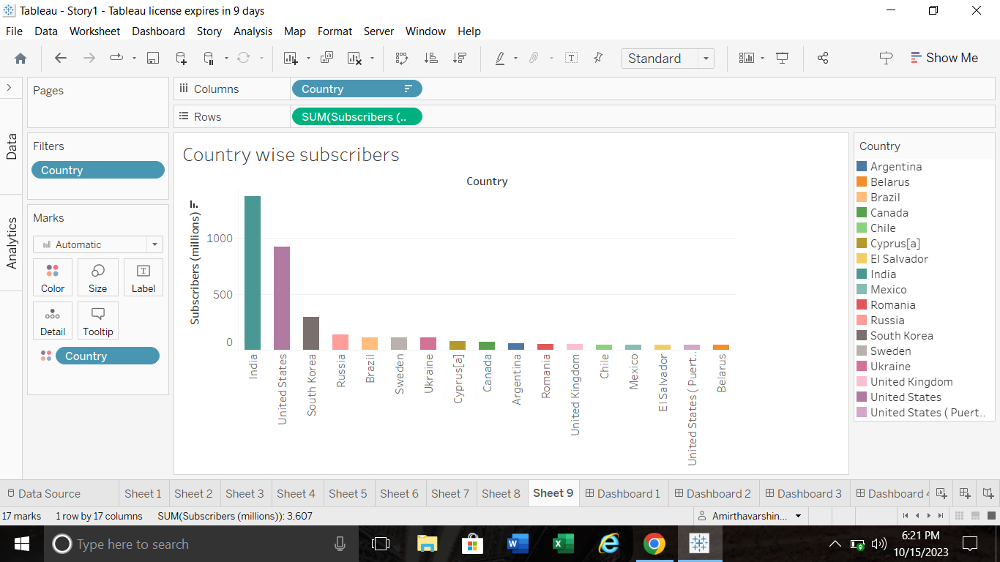 Tableau - Story1 - Tableau license expires in 9 days
File Data Worksheet Dashboard Story Analysis Map Format Server Window Help
Standard
Show Me
Pages
Columns
Country
Rows
SUM(Subscribers (..
Data
Analytics
Filters
Country
Marks
Automatic
Color Size Label
Detail Tooltip
Country
Country wise subscribers
Country
Subscribers (millions)
1000
500
0
India
United States
South Korea
Russia
Brazil
Sweden
Ukraine
Cyprus[a]
Canada
Argentina
Romania
United Kingdom
Chile
Mexico
El Salvador
United States ( Puert..
Belarus
Country
Argentina
Belarus
Brazil
Canada
Chile
Cyprus[a]
El Salvador
India
Mexico
Romania
Russia
South Korea
Sweden
Ukraine
United Kingdom
United States
United States ( Puert..
Data Source Sheet 1 Sheet 2 Sheet 3 Sheet 4 Sheet 5 Sheet 6 Sheet 7 Sheet 8 Sheet 9 Dashboard 1 Dashboard 2 Dashboard 3 Dashboard 4
17 marks 1 row by 17 columns SUM(Subscribers (millions)): 3,607 Amirthavarshin...
Type here to search
6:21 PM
10/15/2023